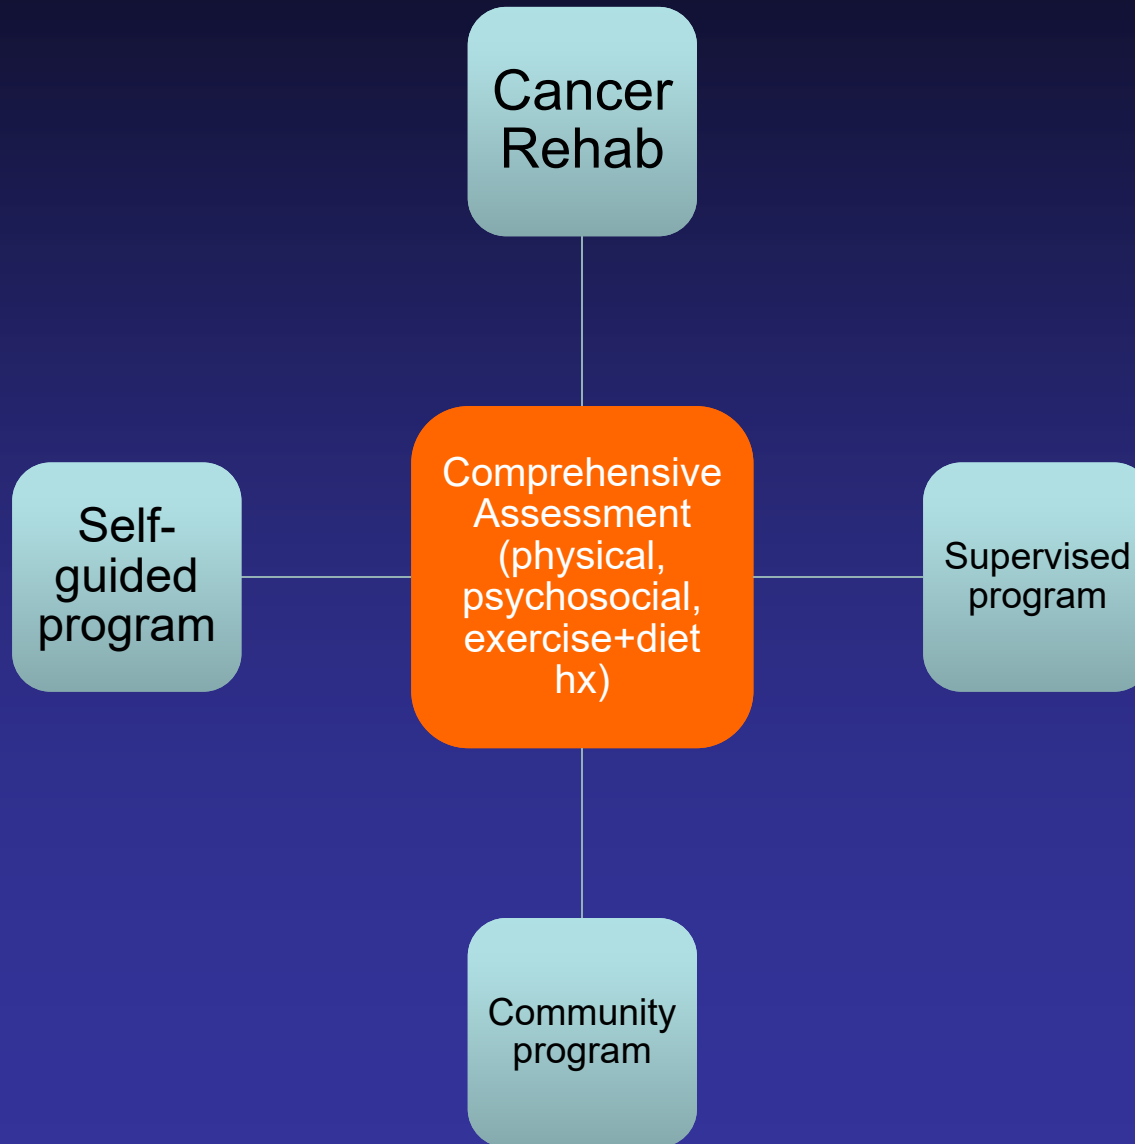 Cancer
Rehab
Comprehensive
Assessment
(physical,
psychosocial,
exercise+diet
hx)
Self-
guided
program
Supervised
program
Community
program